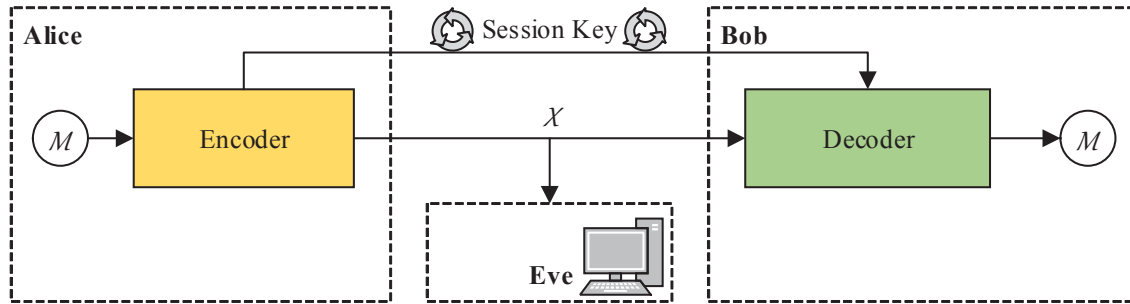 Alice
Session Key
Bob
M
Encoder
X
Decoder
M
Eve